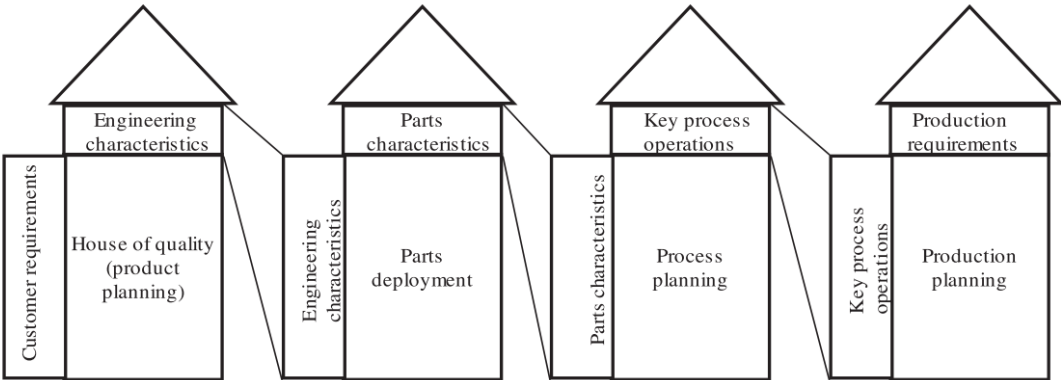 Engineering
characteristics
Customer requirements
House of quality
(product
planning)
Parts
characteristics
Engineering
characteristics
Parts
deployment
Key process
operations
Parts characteristics
Process
planning
Production
requirements
Key process
operations
Production
planning